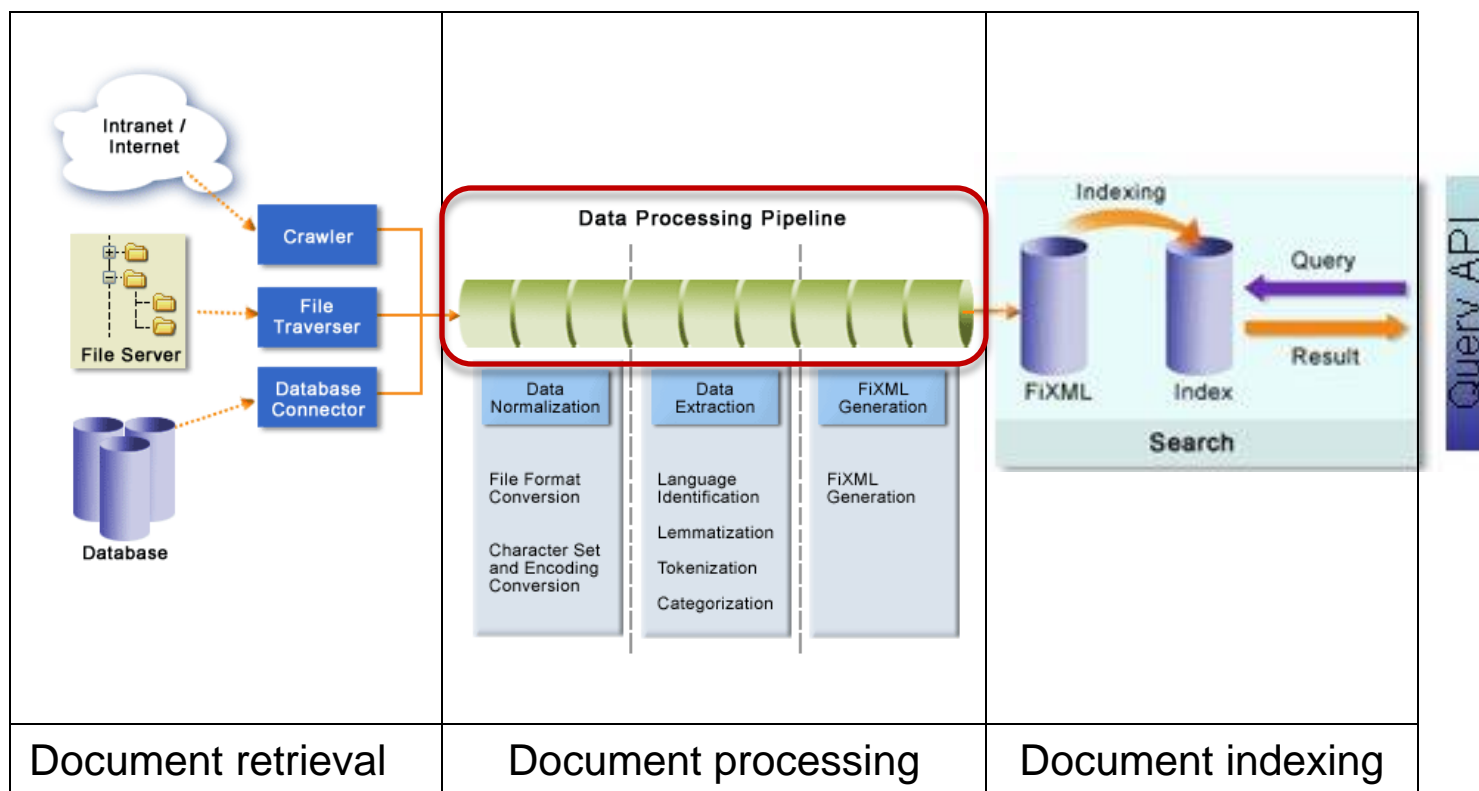 Intranet /
Internet
Crawler
File
Traverser
File Server
Database
Connector
Database
Data Processing Pipeline
Data
Normalization
File Format
Conversion
Character Set
and Encoding
Conversion
Data
Extraction
Language
Identification
Lemmatization
Tokenization
Categorization
FiXML
Generation
FiXML
Generation
Indexing
Query
Result
FiXML
Index
Search
Query API
Document retrieval
Document processing
Document indexing